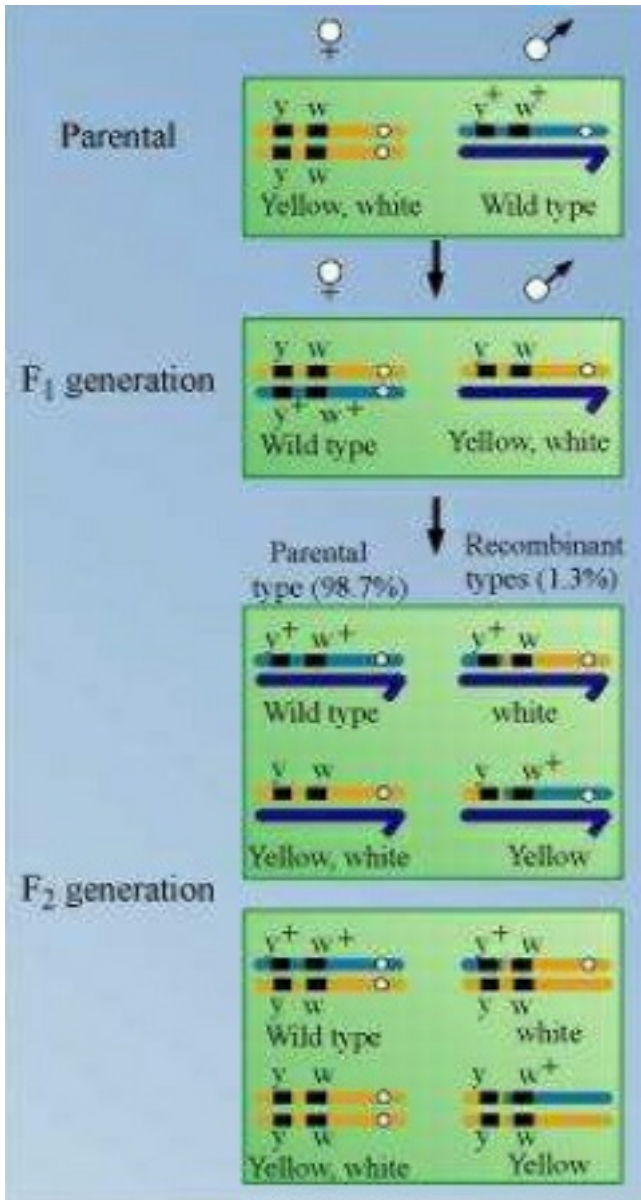 ♀ ♂
y w y+ w+
Parental
y w
Yellow, white Wild type
♀ ♂
y w y w
F1 generation
y+ w+
Wild type Yellow, white
Parental Recombinant
type (98.7%) types (1.3%)
y+ w+ y+ w
Wild type white
y w y w+
Yellow, white Yellow
F2 generation
y+ w+ y+ w
y w y w
Wild type white
y w y w+
y w y w
Yellow, white Yellow